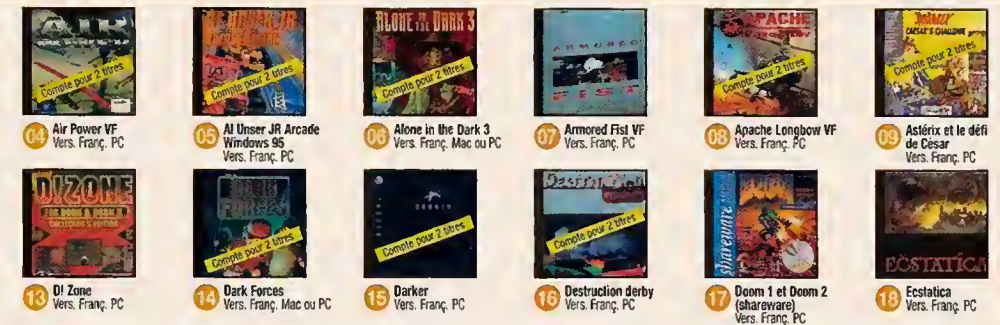 AIR
Compte pour 2 titres
04 Air Power VF
Vers. Franç. PC
AL UNSER JR
Compte pour 2 titres
05 Al Unser JR Arcade
Windows 95
Vers. Franç. PC
ALONE IN THE DARK 3
Compte pour 2 titres
06 Alone in the Dark 3
Vers. Franç. Mac ou PC
ARMORED
FIST
07 Armored Fist VF
Vers. Franç. PC
APACHE
Compte pour 2 titres
08 Apache Longbow VF
Vers. Franç. PC
CAESAR'S CHALLENGE
Compte pour 2 titres
09 Astérix et le défi
de César
Vers. Franç. PC
D!ZONE
FOR DOOM & DOOM II
COLLECTOR'S EDITION
13 D! Zone
Vers. Franç. PC
DARK
FORCES
Compte pour 2 titres
14 Dark Forces
Vers. Franç. Mac ou PC
DARKER
Compte pour 2 titres
15 Darker
Vers. Franç. PC
Destruction
Compte pour 2 titres
16 Destruction derby
Vers. Franç. PC
shareware
17 Doom 1 et Doom 2
(shareware)
Vers. Franç. PC
ECSTATICA
18 Ecstatica
Vers. Franç. PC